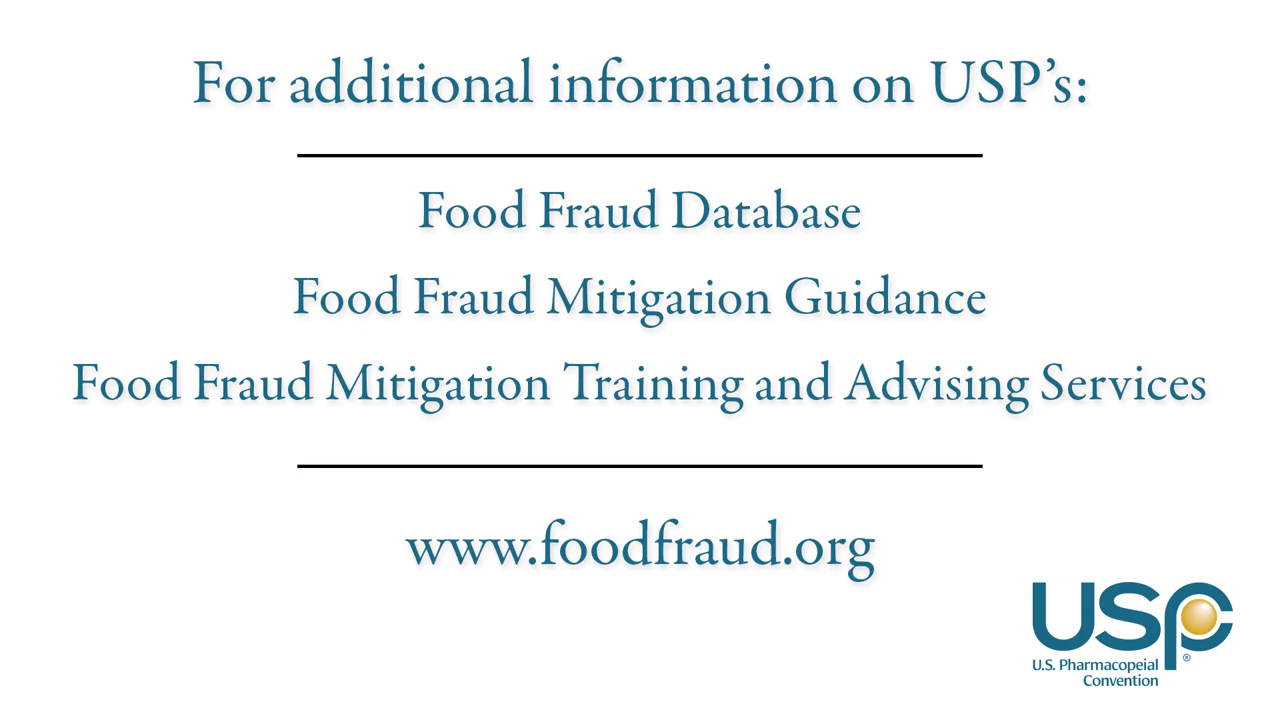 For additional information on USP's:
Food Fraud Database
Food Fraud Mitigation Guidance
Food Fraud Mitigation Training and Advising Services
www.foodfraud.org
USP
®
U.S. Pharmacopeial
Convention